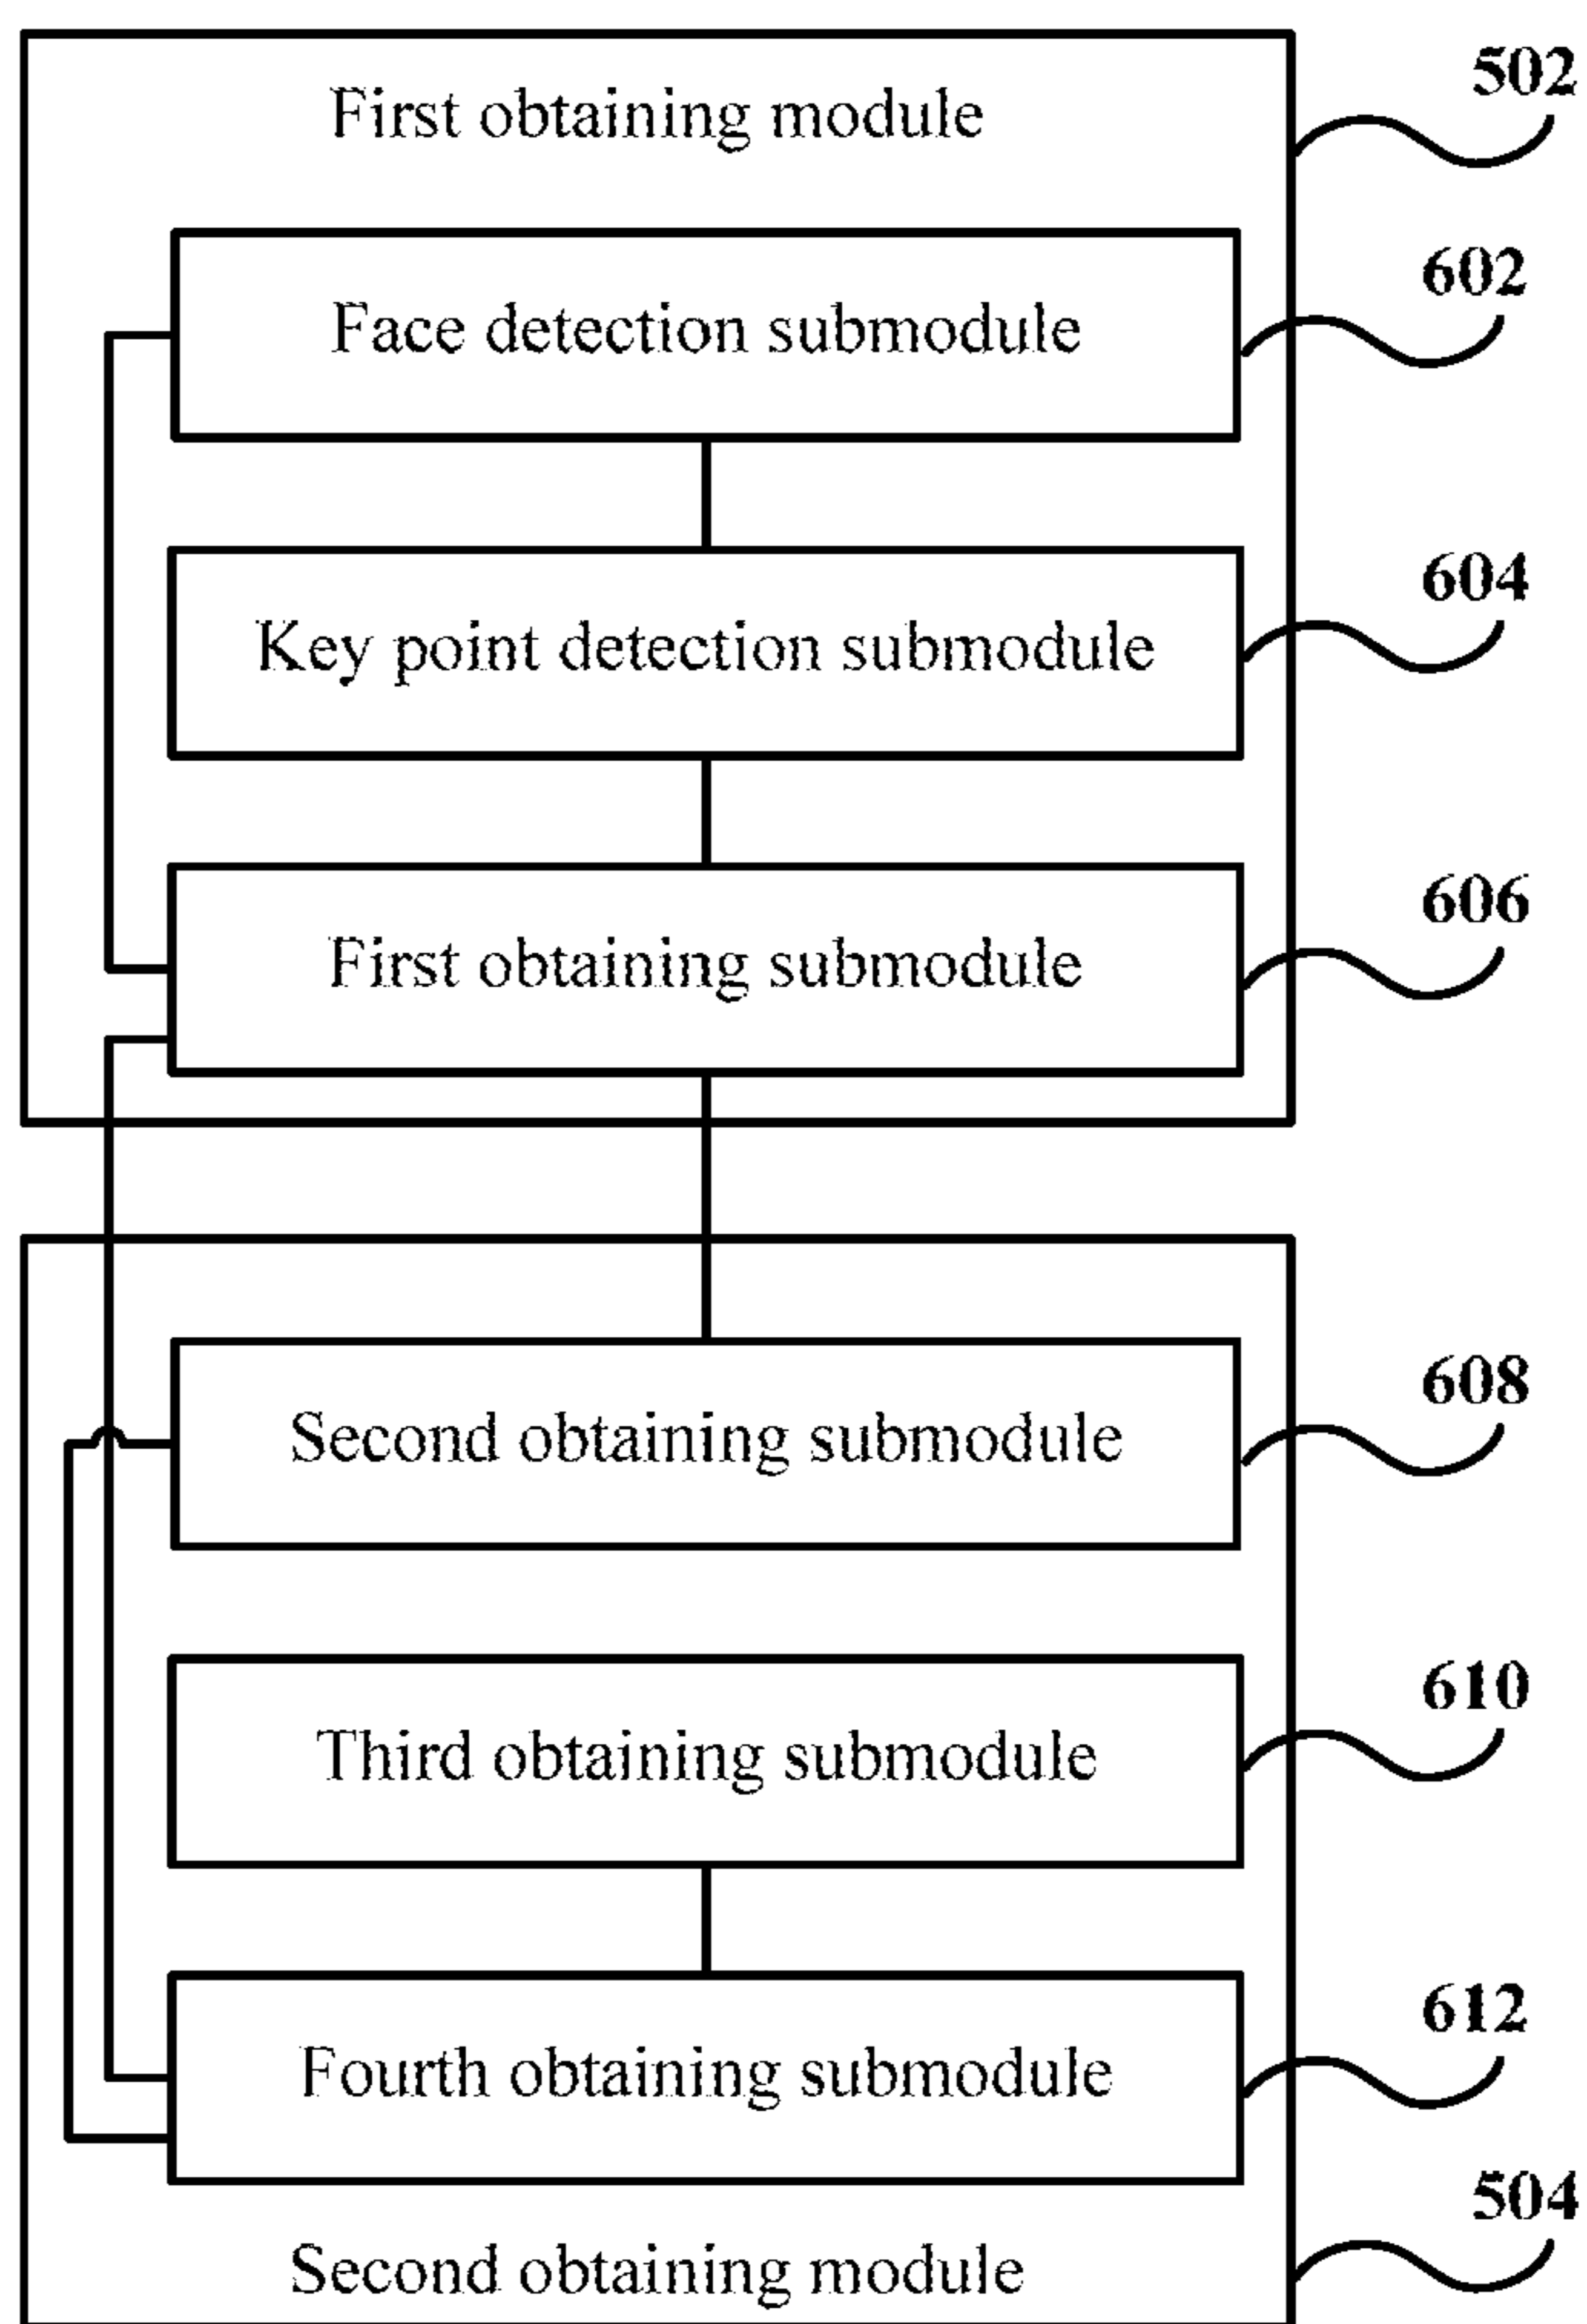 First obtaining module
502
Face detection submodule
602
Key point detection submodule
604
First obtaining submodule
606
Second obtaining submodule
608
Third obtaining submodule
610
Fourth obtaining submodule
612
Second obtaining module
504